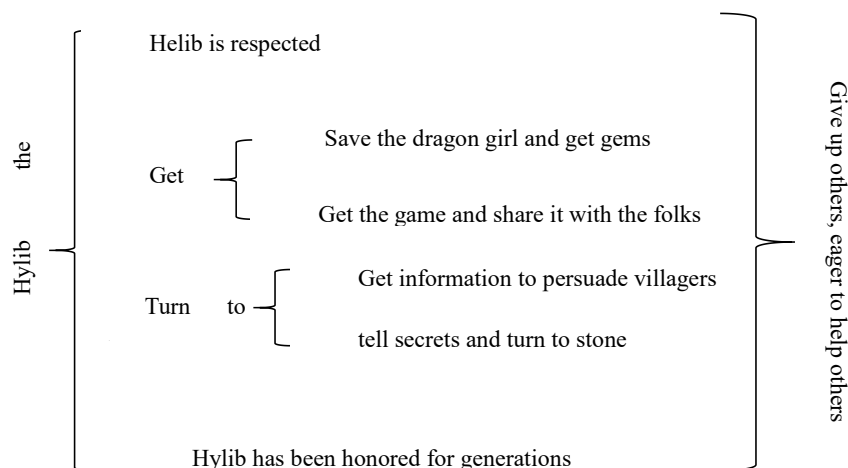 Hylib the
Helib is respected
Get
Save the dragon girl and get gems
Get the game and share it with the folks
Turn to
Get information to persuade villagers
tell secrets and turn to stone
Hylib has been honored for generations
Give up others, eager to help others